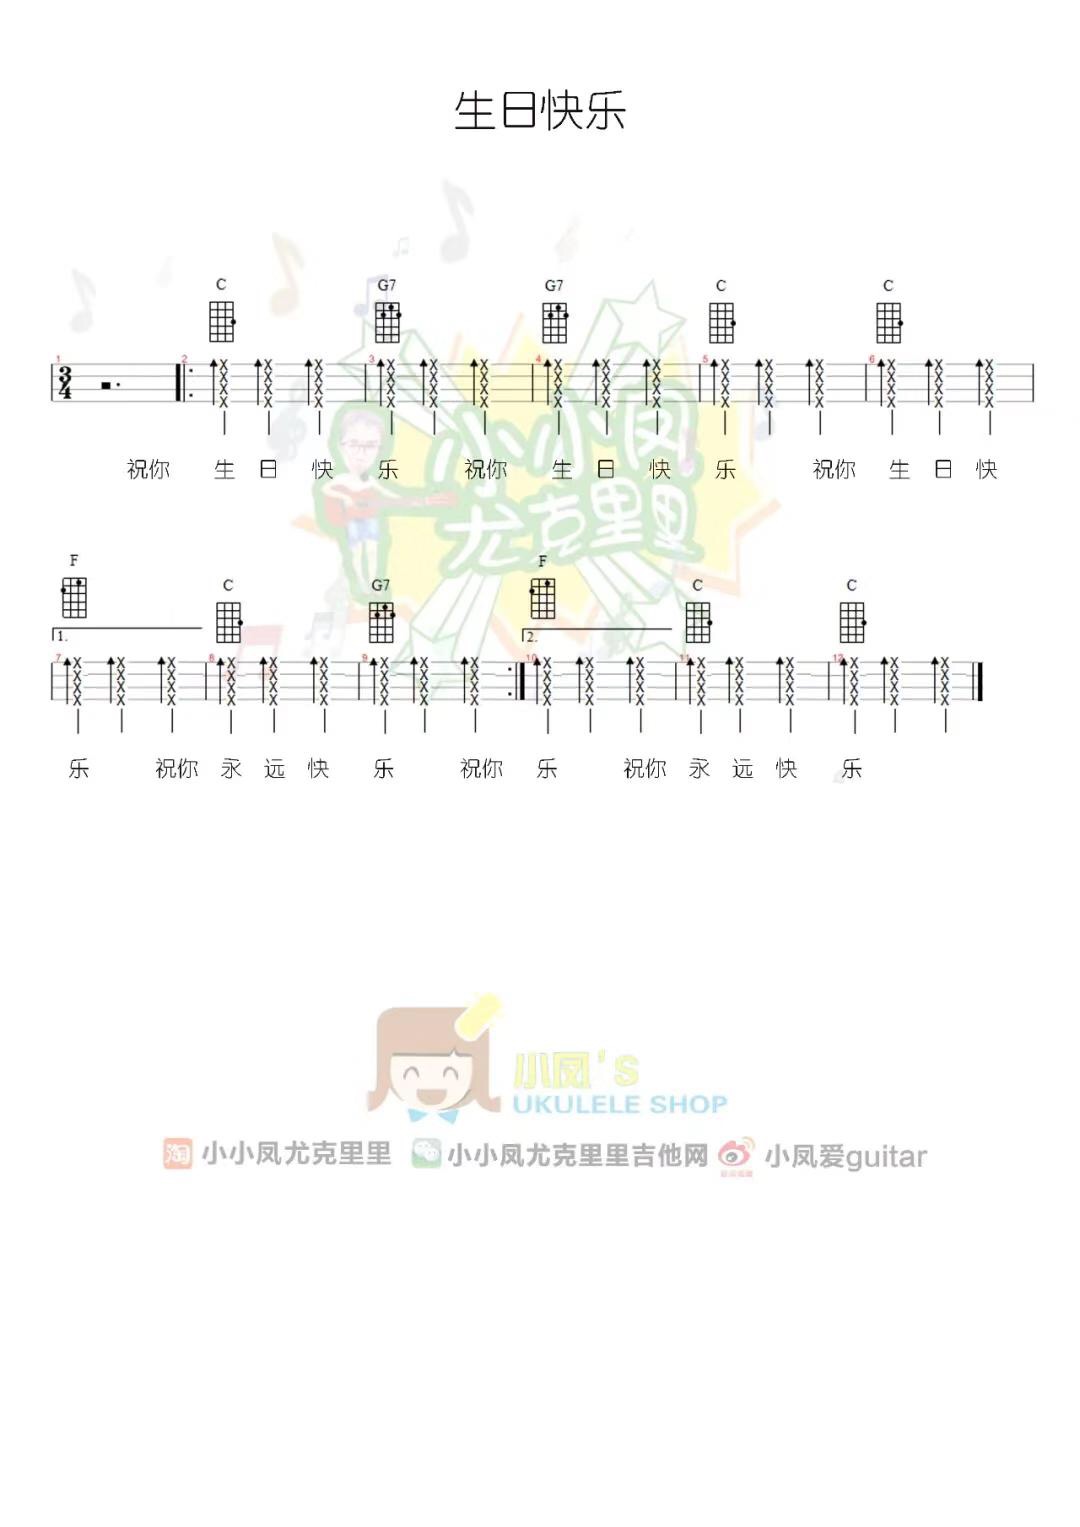 生日快乐
C G7 G7 C C
1 2 3 4 5 6
3
4
X X X X X X X X X X X X X X X
X X X X X X X X X X X X X X X
X X X X X X X X X X X X X X X
X X X X X X X X X X X X X X X
祝你 生 日 快 乐 祝你 生 日 快 乐 祝你 生 日 快
小小凤
尤克里里
F C G7 F C C
1. 2.
7 8 9 10 11 12
X X X X X X X X X X X X X X X X X X
X X X X X X X X X X X X X X X X X X
X X X X X X X X X X X X X X X X X X
X X X X X X X X X X X X X X X X X X
乐 祝你 永 远 快 乐 祝你 乐 祝你 永 远 快 乐
小凤's
UKULELE SHOP
淘 小小凤尤克里里 小小凤尤克里里吉他网 小凤爱guitar